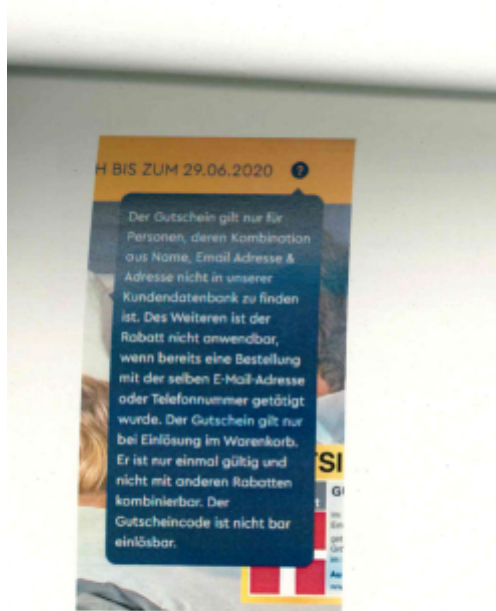 H BIS ZUM 29.06.2020 ?
Der Gutschein gilt nur für
Personen, deren Kombination
aus Name, Email Adresse &
Adresse nicht in unserer
Kundendatenbank zu finden
ist. Des Weiteren ist der
Rabatt nicht anwendbar,
wenn bereits eine Bestellung
mit der selben E-Mail-Adresse
oder Telefonnummer getätigt
wurde. Der Gutschein gilt nur
bei Einlösung im Warenkorb.
Er ist nur einmal gültig und
nicht mit anderen Rabatten
kombinierbar. Der
Gutscheincode ist nicht bar
einlösbar.
TSI